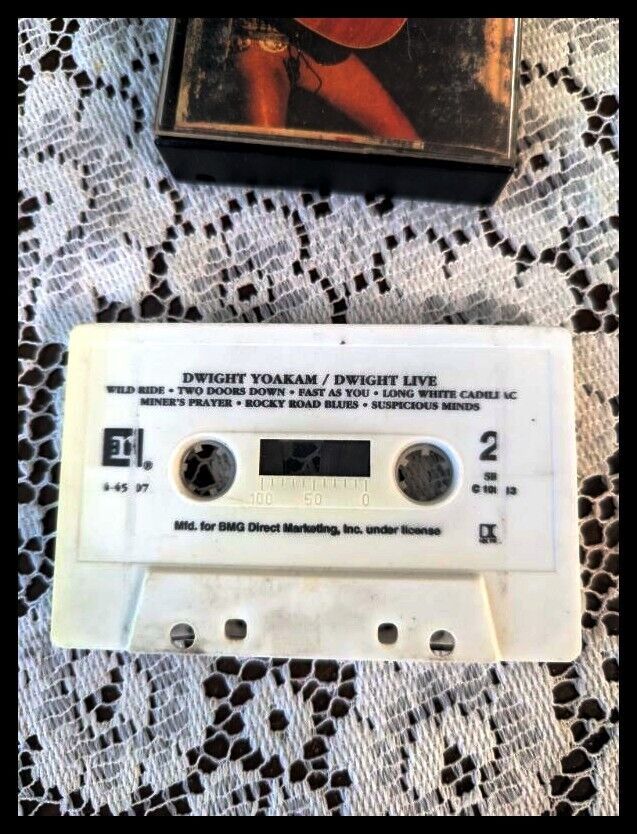 DWIGHT YOAKAM / DWIGHT LIVE
WILD RIDE • TWO DOORS DOWN • FAST AS YOU • LONG WHITE CADILLAC
MINER'S PRAYER • ROCKY ROAD BLUES • SUSPICIOUS MINDS
®
2
100 50 0
Mfd. for BMG Direct Marketing, Inc. under license